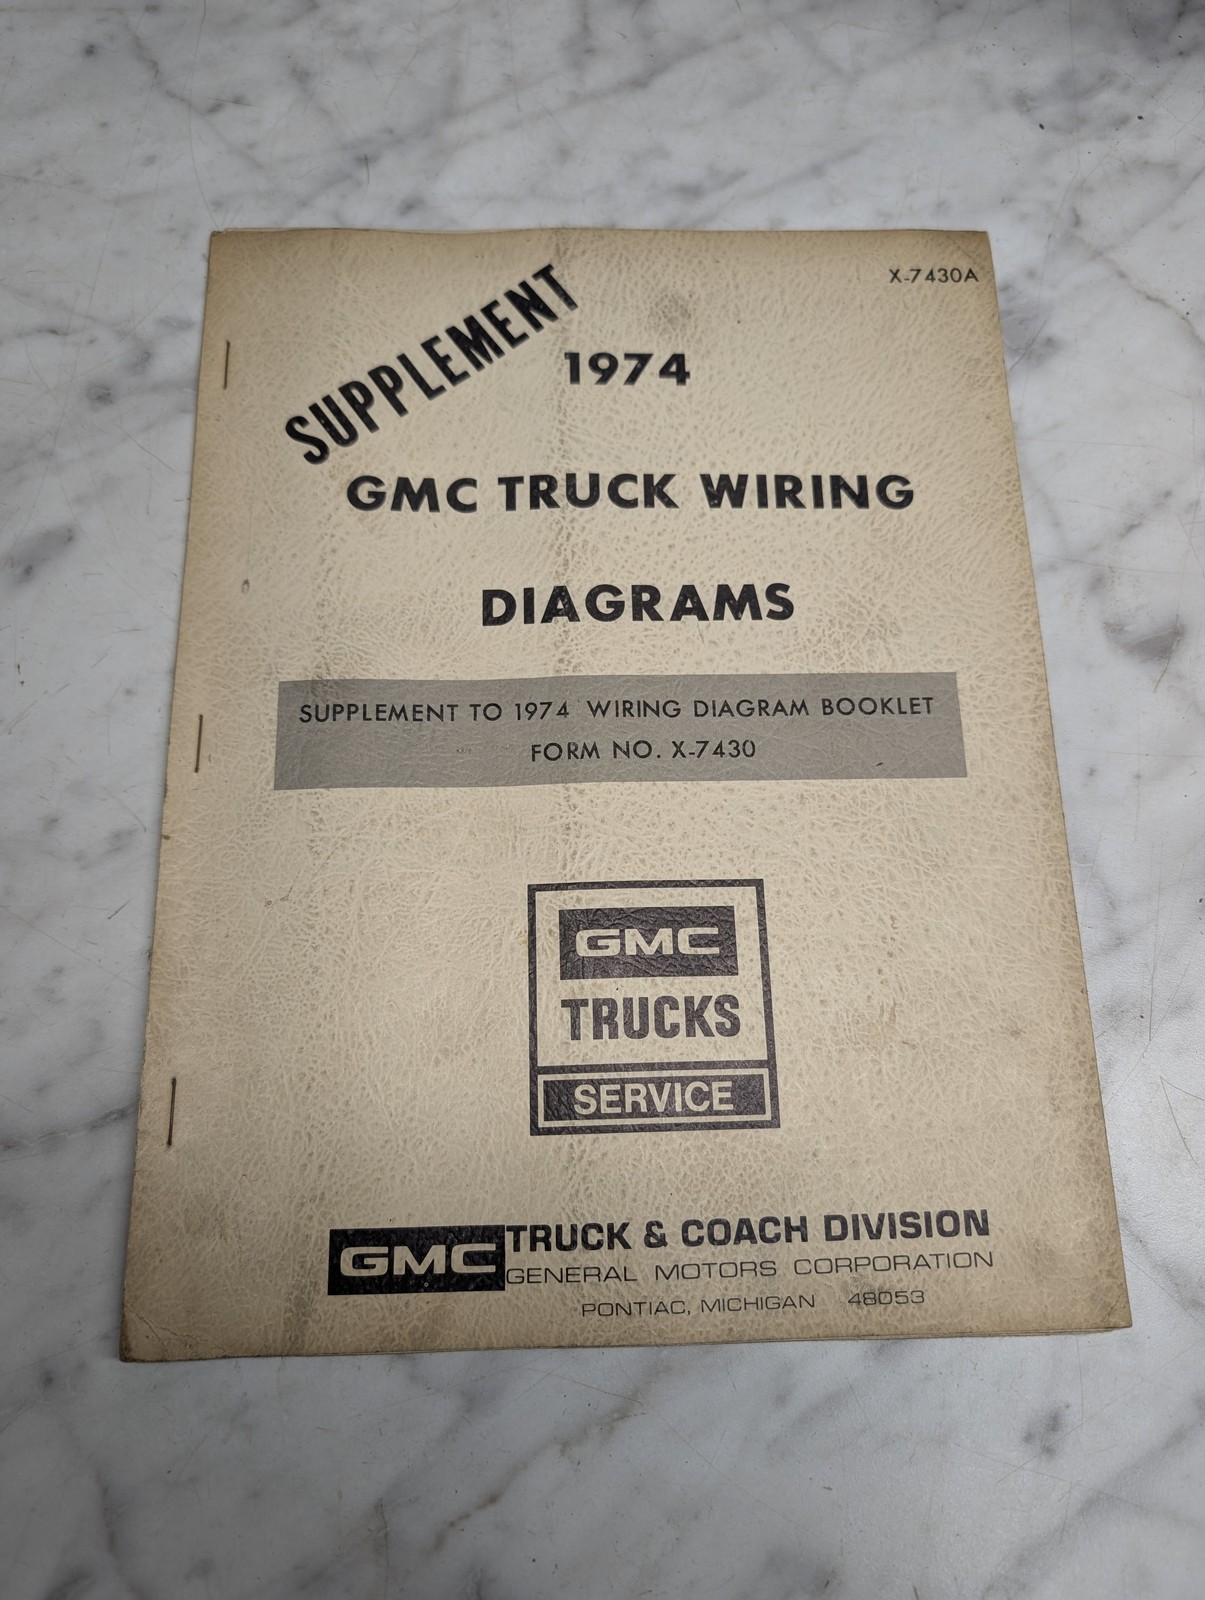 X-7430A
SUPPLEMENT
1974
GMC TRUCK WIRING
DIAGRAMS
SUPPLEMENT TO 1974 WIRING DIAGRAM BOOKLET
FORM NO. X-7430
GMC
TRUCKS
SERVICE
GMC TRUCK & COACH DIVISION
GENERAL MOTORS CORPORATION
PONTIAC, MICHIGAN 48053